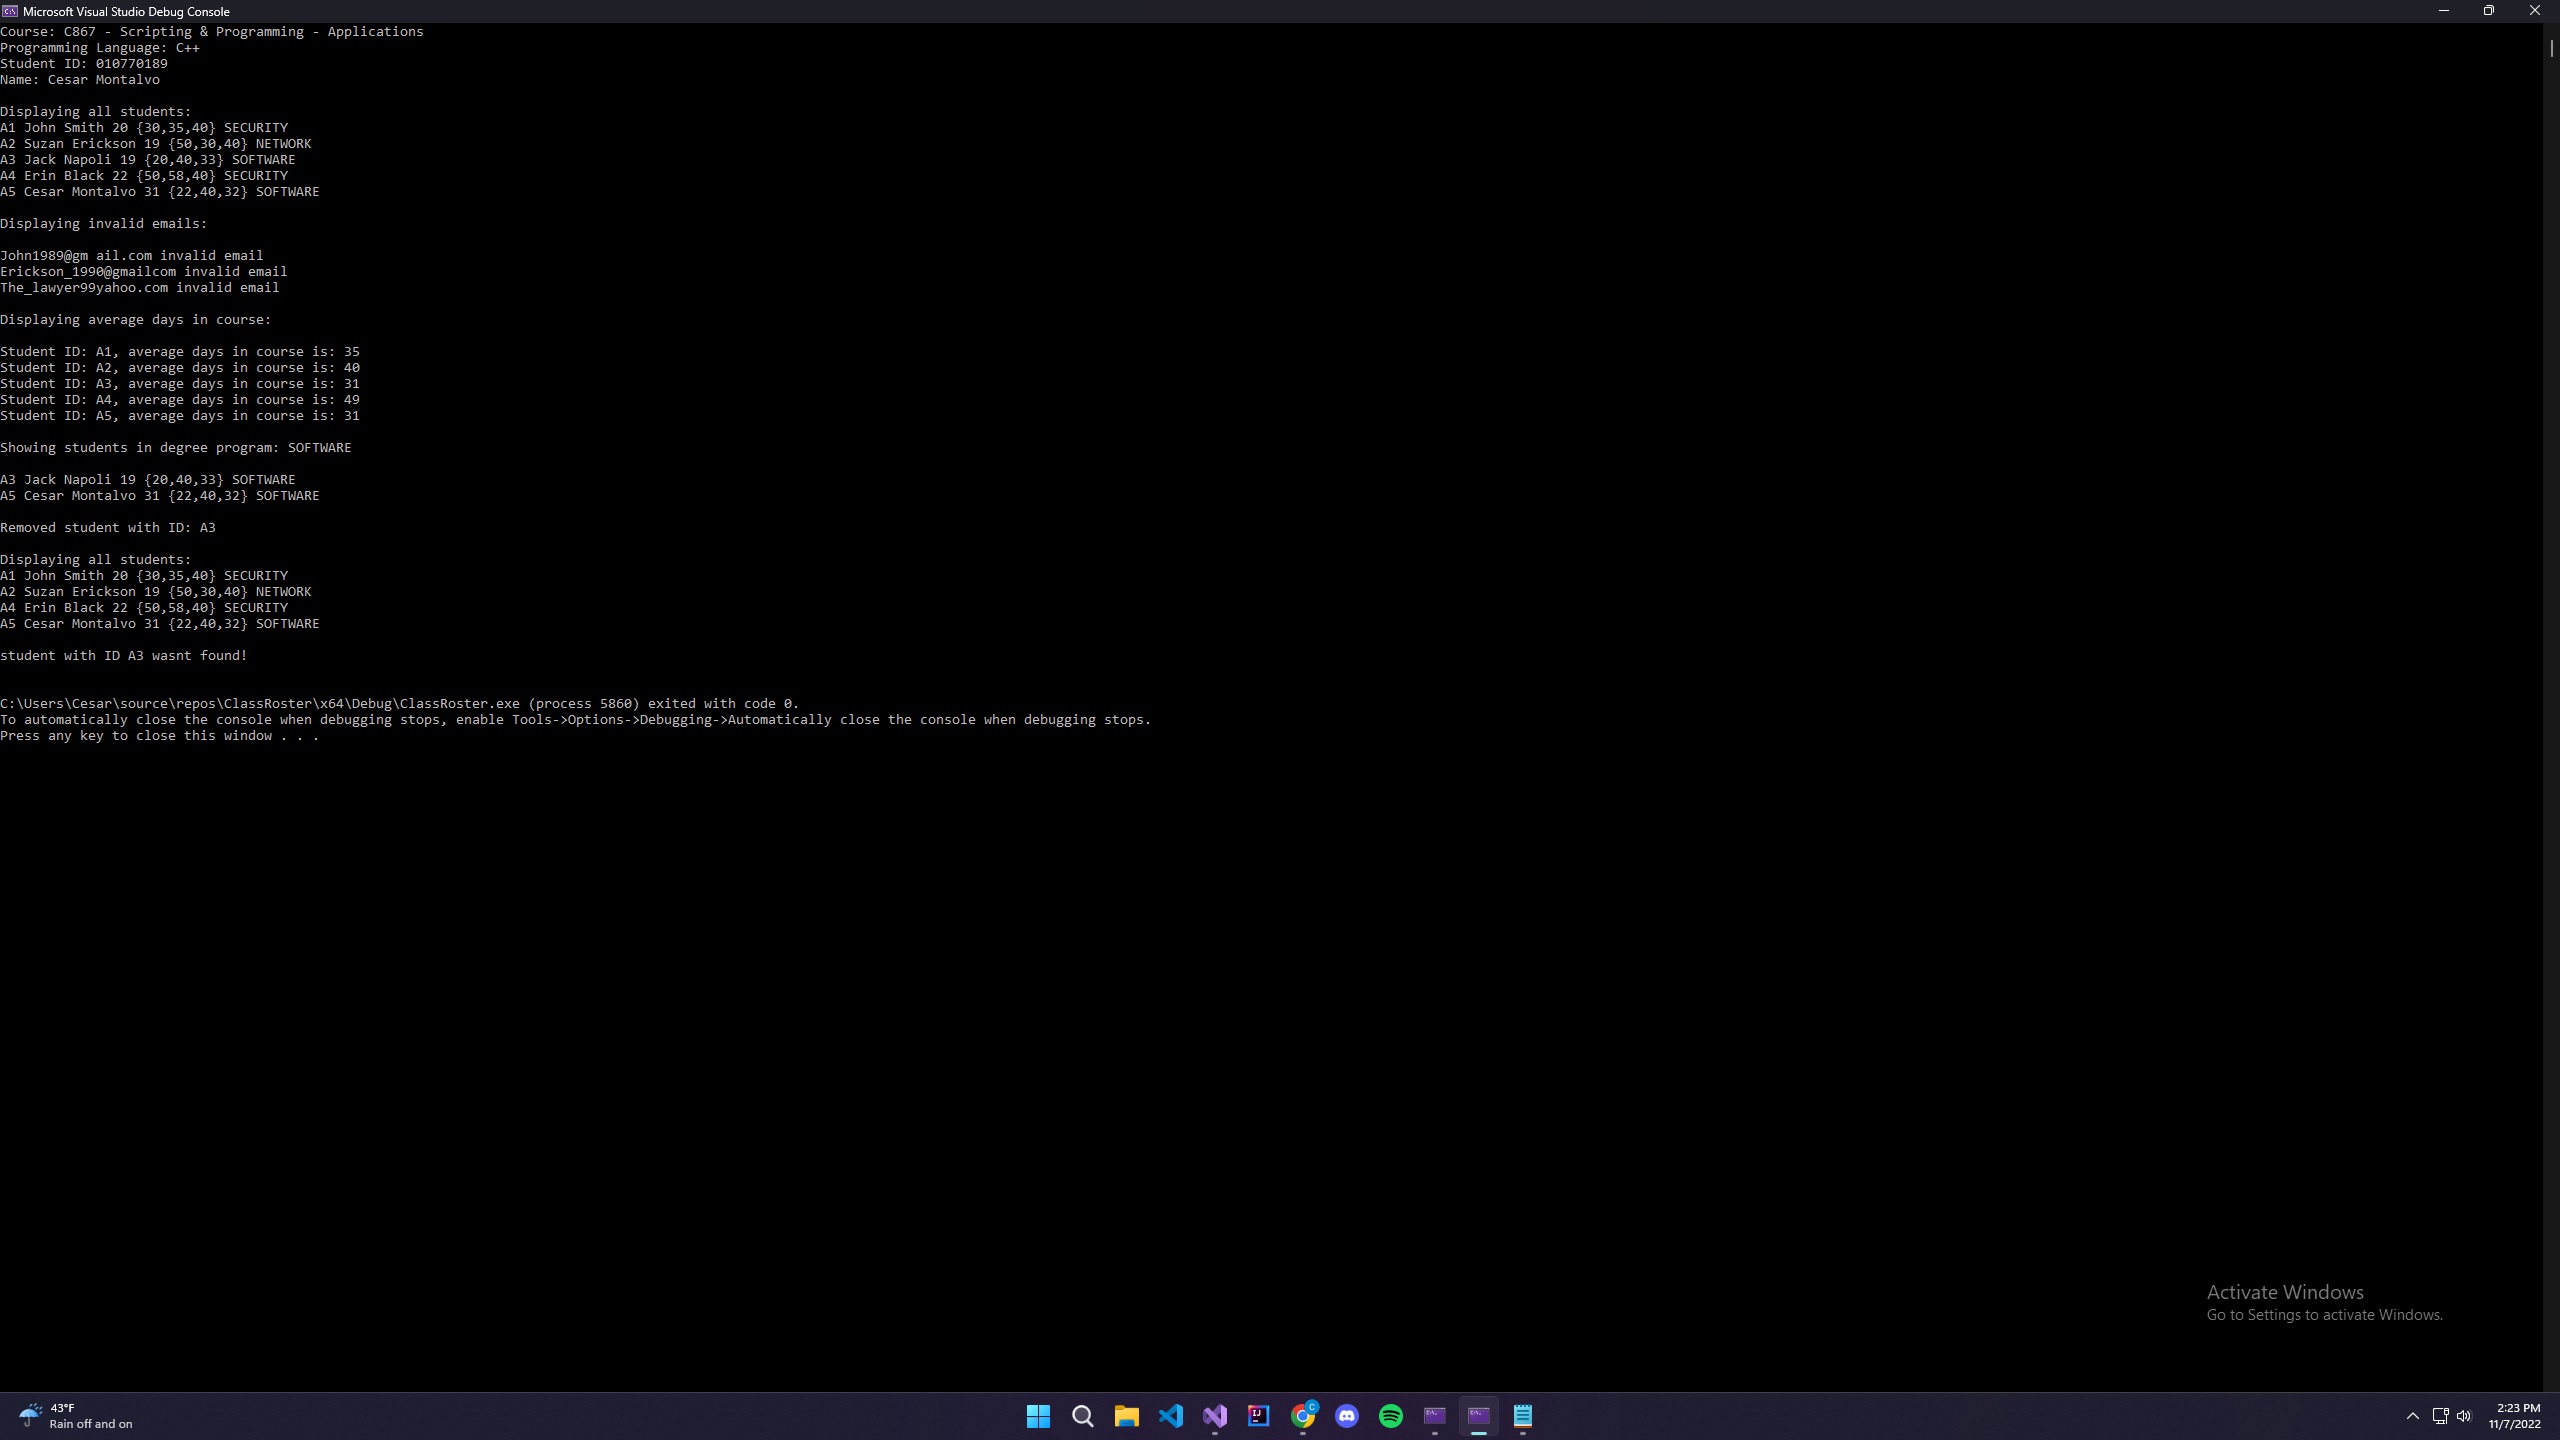 Microsoft Visual Studio Debug Console
Course: C867 - Scripting & Programming - Applications
Programming Language: C++
Student ID: 010770189
Name: Cesar Montalvo
Displaying all students:
A1 John Smith 20 {30,35,40} SECURITY
A2 Suzan Erickson 19 {50,30,40} NETWORK
A3 Jack Napoli 19 {20,40,33} SOFTWARE
A4 Erin Black 22 {50,58,40} SECURITY
A5 Cesar Montalvo 31 {22,40,32} SOFTWARE
Displaying invalid emails:
John1989@gm ail.com invalid email
Erickson_1990@gmailcom invalid email
The_lawyer99yahoo.com invalid email
Displaying average days in course:
Student ID: A1, average days in course is: 35
Student ID: A2, average days in course is: 40
Student ID: A3, average days in course is: 31
Student ID: A4, average days in course is: 49
Student ID: A5, average days in course is: 31
Showing students in degree program: SOFTWARE
A3 Jack Napoli 19 {20,40,33} SOFTWARE
A5 Cesar Montalvo 31 {22,40,32} SOFTWARE
Removed student with ID: A3
Displaying all students:
A1 John Smith 20 {30,35,40} SECURITY
A2 Suzan Erickson 19 {50,30,40} NETWORK
A4 Erin Black 22 {50,58,40} SECURITY
A5 Cesar Montalvo 31 {22,40,32} SOFTWARE
student with ID A3 wasnt found!
C:\Users\Cesar\source\repos\ClassRoster\x64\Debug\ClassRoster.exe (process 5860) exited with code 0.
To automatically close the console when debugging stops, enable Tools->Options->Debugging->Automatically close the console when debugging stops.
Press any key to close this window . . .
Activate Windows
Go to Settings to activate Windows.
43°F
Rain off and on
2:23 PM
11/7/2022